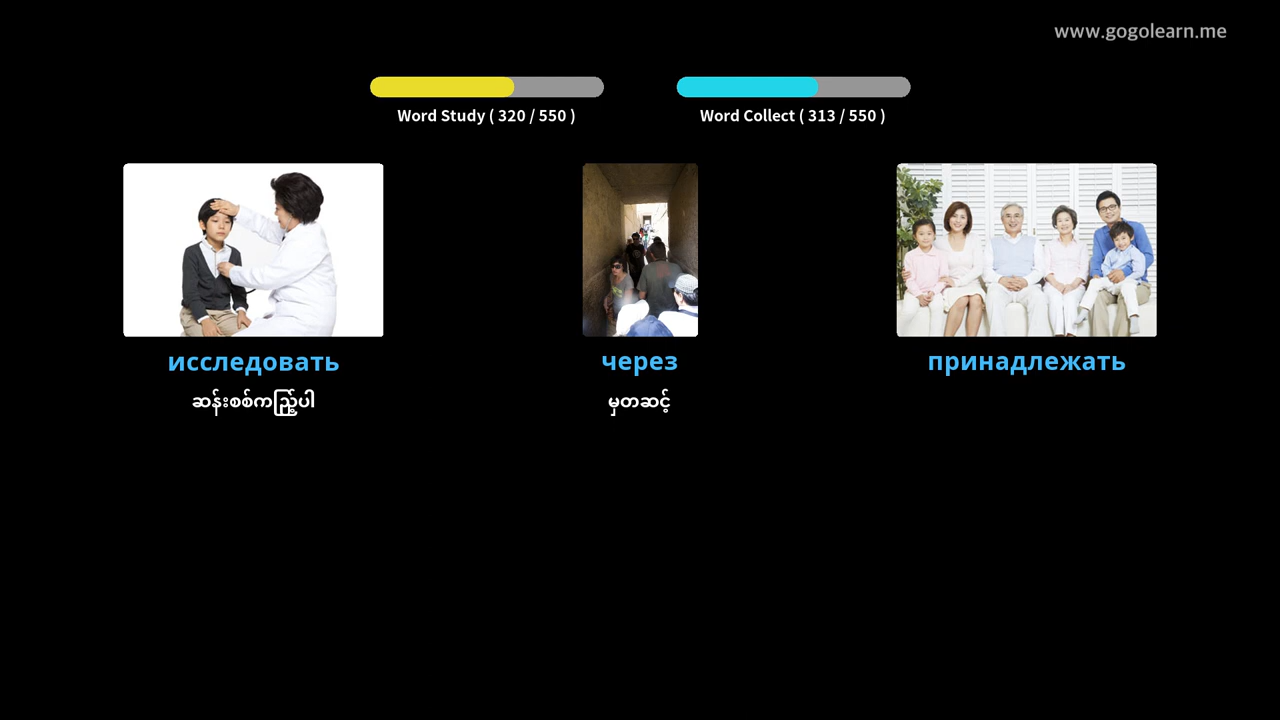 www.gogolearn.me
Word Study ( 320 / 550 )
Word Collect ( 313 / 550 )
исследовать
через
принадлежать
ဆန်းစစ်ကည့်ြပါ
မှတဆင့်